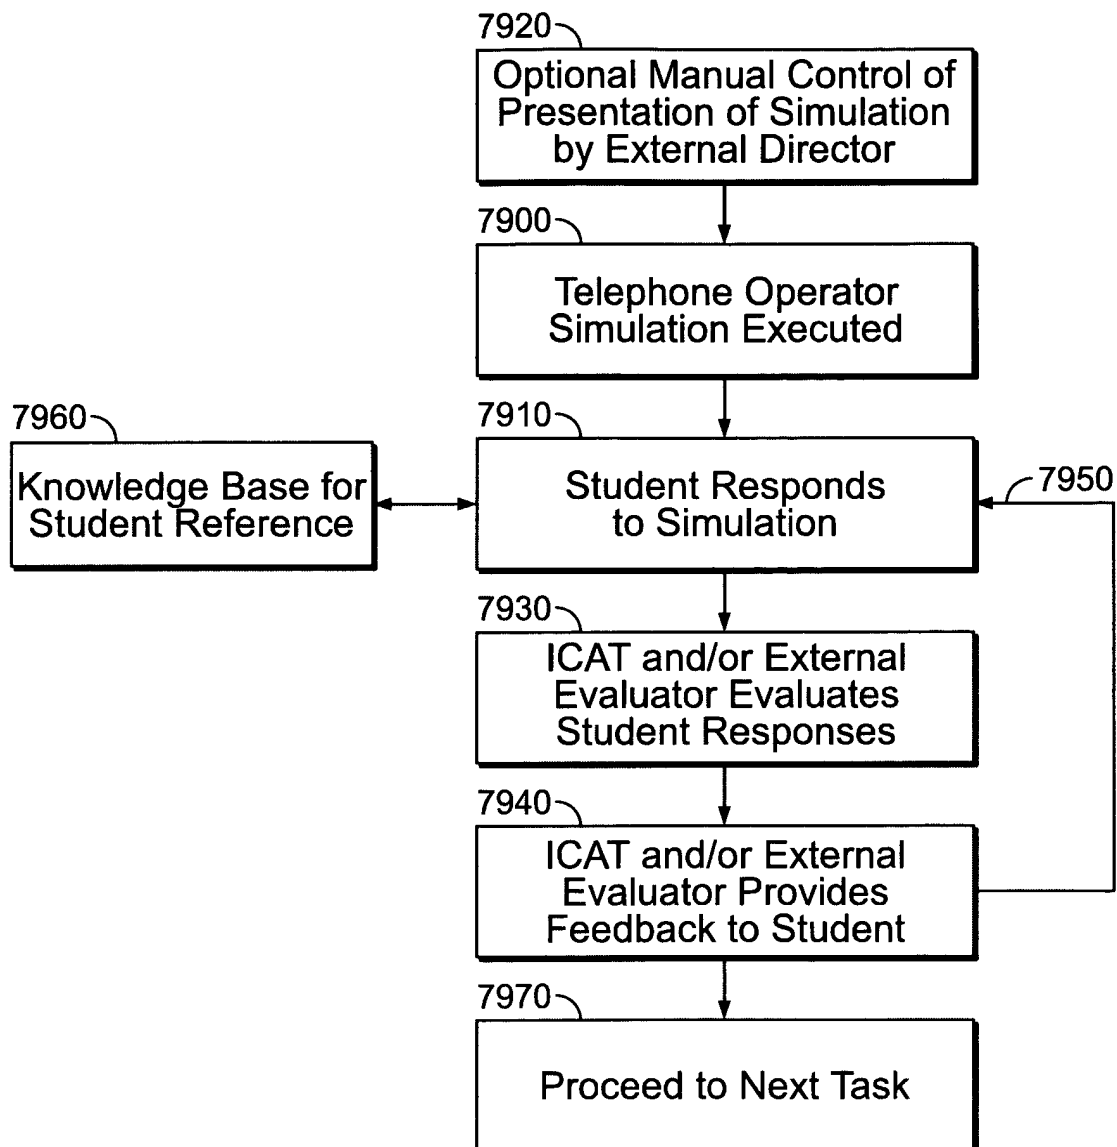 7920
Optional Manual Control of
Presentation of Simulation
by External Director
7900
Telephone Operator
Simulation Executed
7960
Knowledge Base for
Student Reference
7910
Student Responds
to Simulation
7950
7930
ICAT and/or External
Evaluator Evaluates
Student Responses
7940
ICAT and/or External
Evaluator Provides
Feedback to Student
7970
Proceed to Next Task